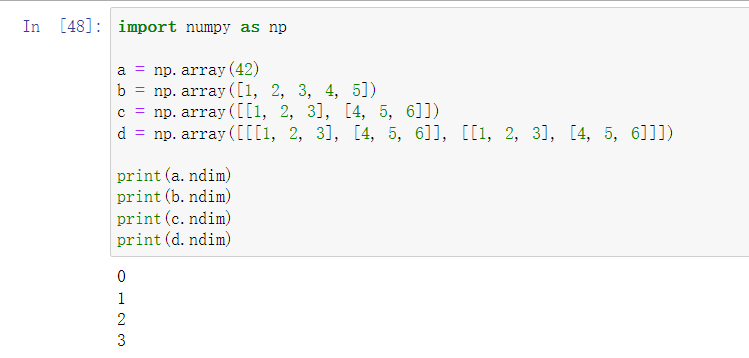 In [48]: import numpy as np
a = np.array(42)
b = np.array([1, 2, 3, 4, 5])
c = np.array([[1, 2, 3], [4, 5, 6]])
d = np.array([[[1, 2, 3], [4, 5, 6]], [[1, 2, 3], [4, 5, 6]]])
print(a.ndim)
print(b.ndim)
print(c.ndim)
print(d.ndim)
0
1
2
3